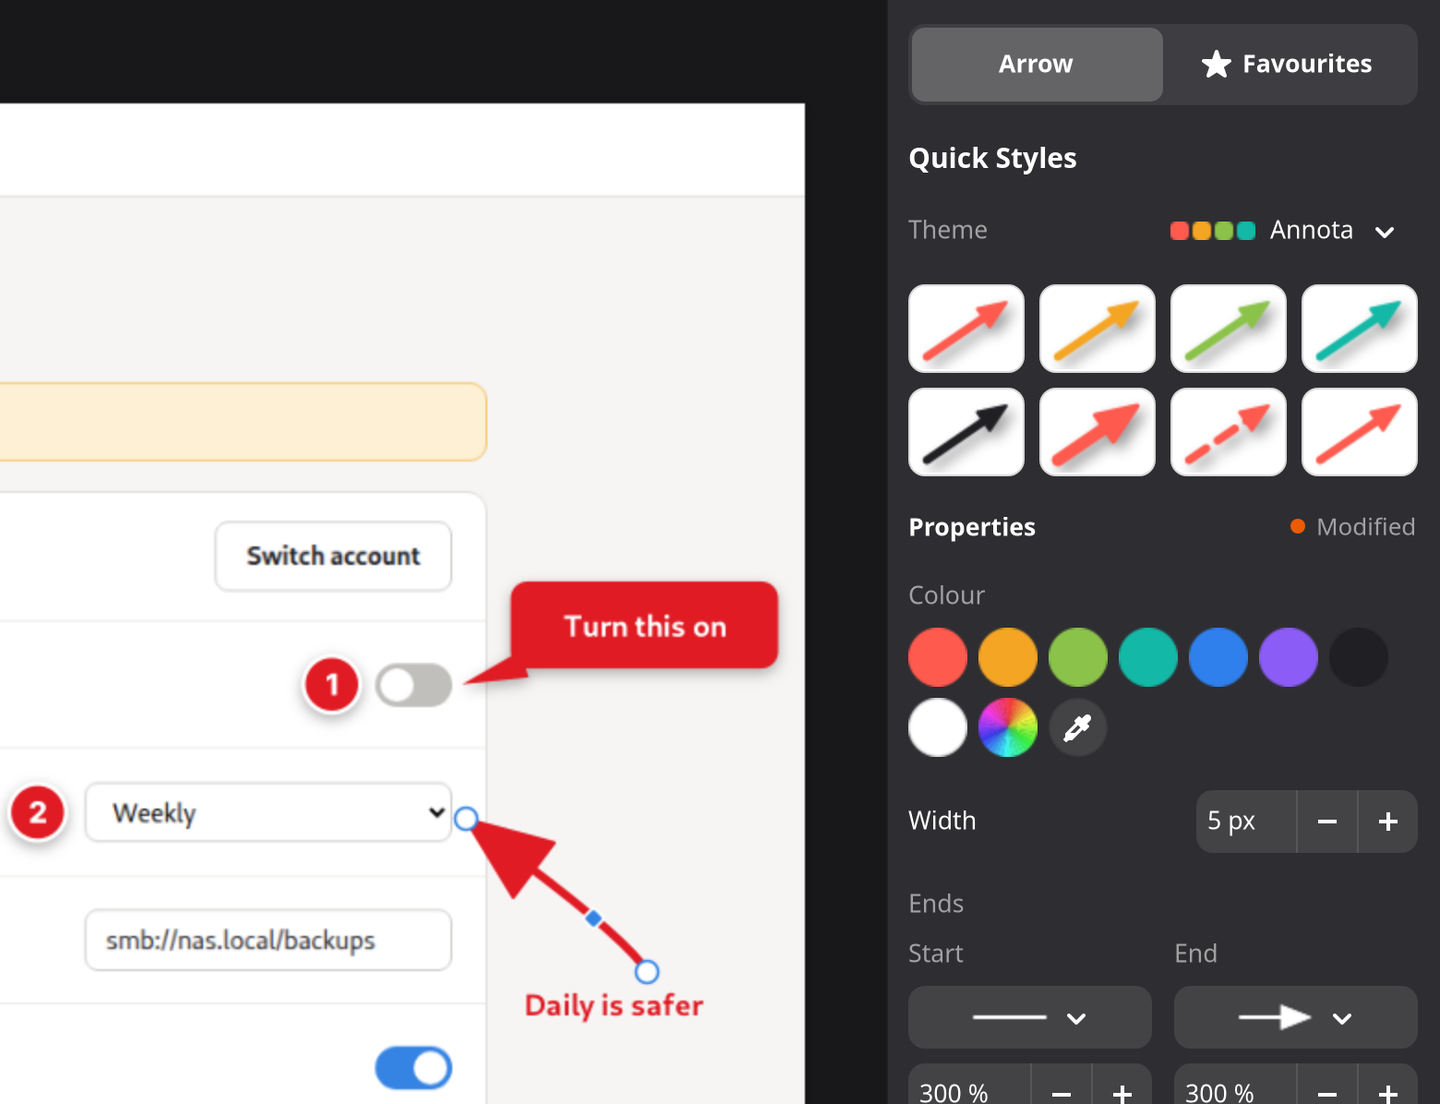 Arrow
Favourites
Quick Styles
Theme
Annota
Properties
Modified
Colour
Width
5 px
Ends
Start
End
300 %
300 %
Switch account
Turn this on
1
2
Weekly
smb://nas.local/backups
Daily is safer